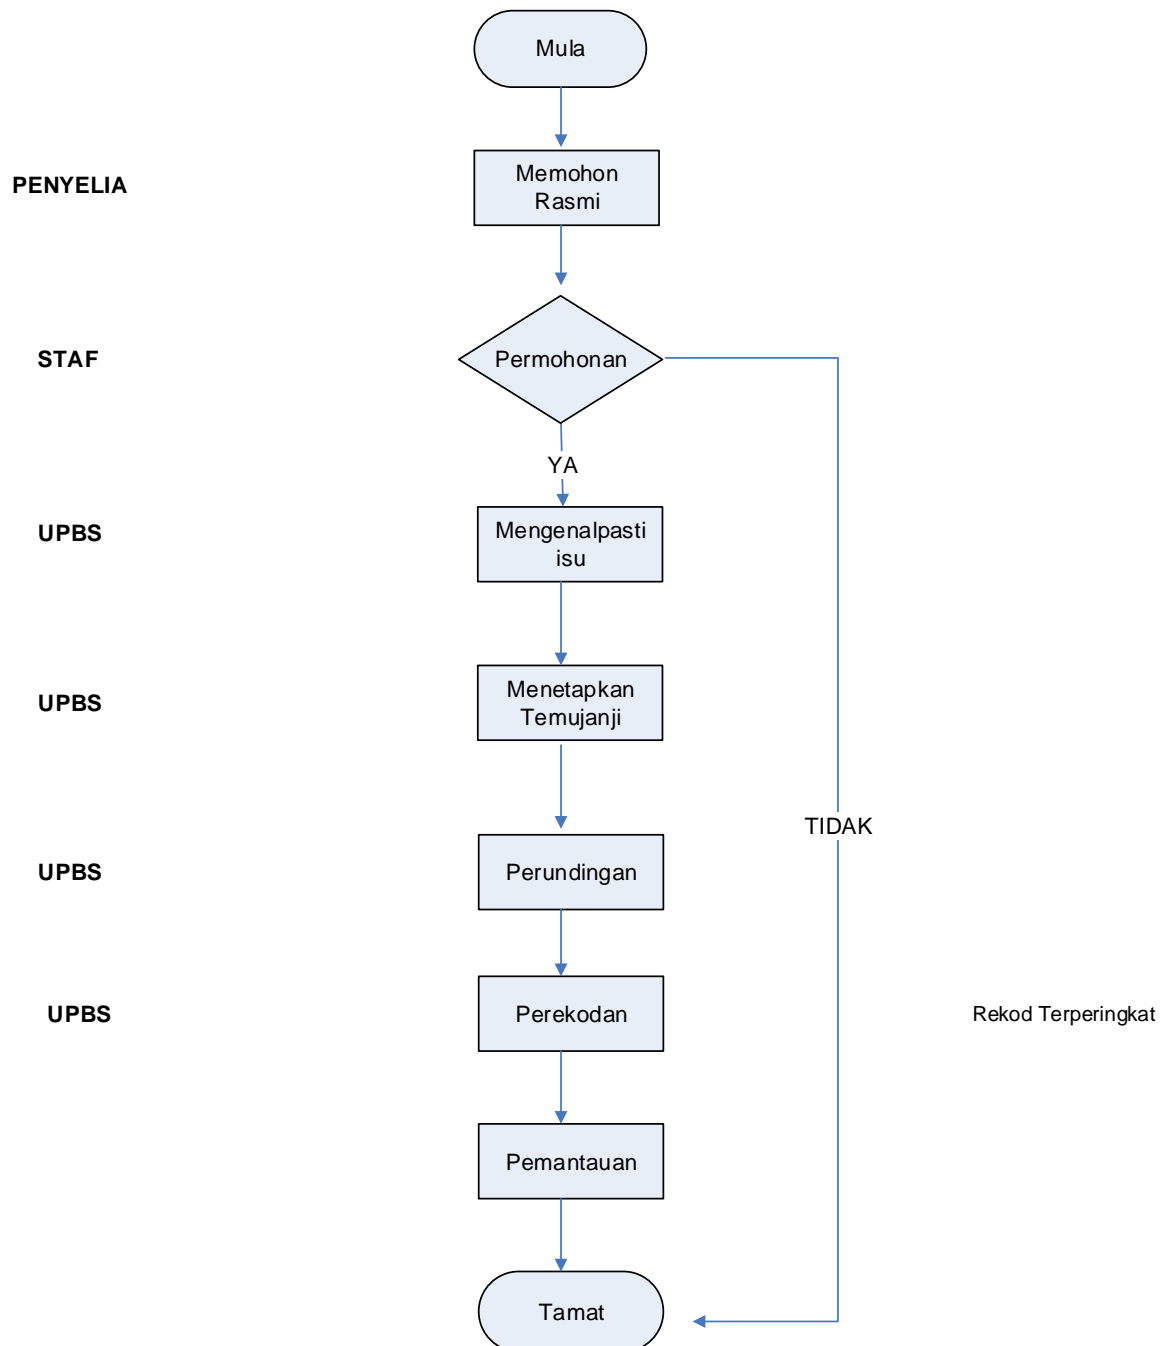 Mula
PENYELIA
Memohon
Rasmi
STAF
Permohonan
YA
UPBS
Mengenalpasti
isu
UPBS
Menetapkan
Temujanji
TIDAK
UPBS
Perundingan
UPBS
Perekodan
Rekod Terperingkat
Pemantauan
Tamat